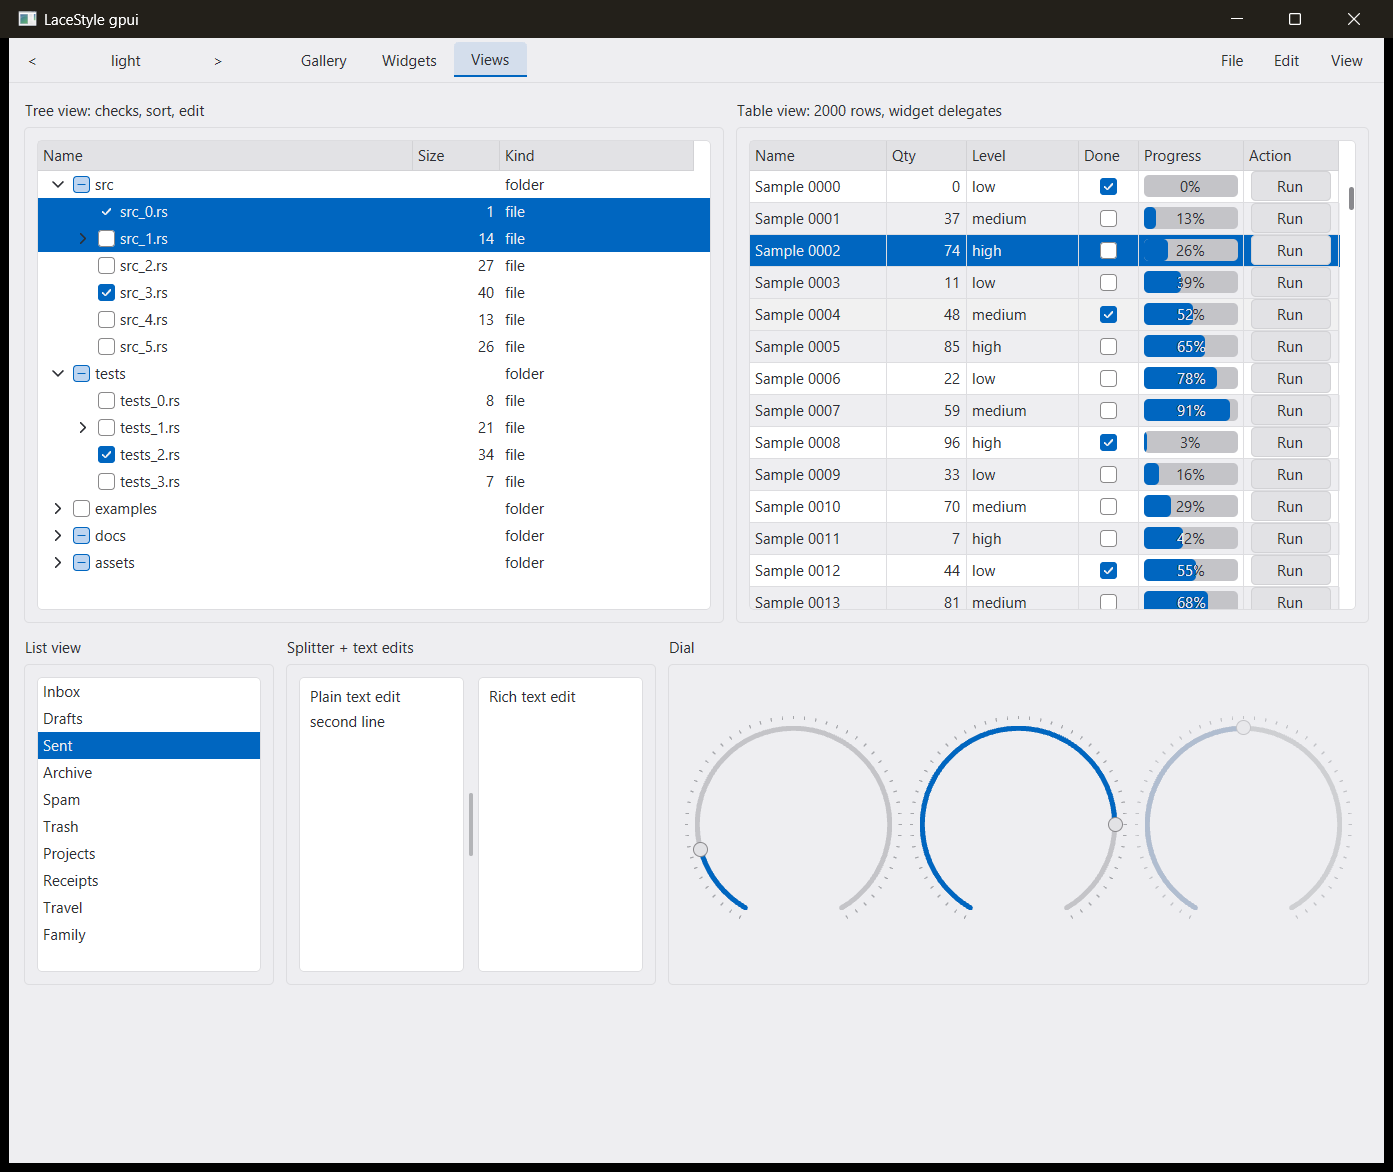 LaceStyle gpui
< light > Gallery Widgets Views File Edit View
Tree view: checks, sort, edit
Name Size Kind
src folder
src_0.rs 1 file
src_1.rs 14 file
src_2.rs 27 file
src_3.rs 40 file
src_4.rs 13 file
src_5.rs 26 file
tests folder
tests_0.rs 8 file
tests_1.rs 21 file
tests_2.rs 34 file
tests_3.rs 7 file
examples folder
docs folder
assets folder
Table view: 2000 rows, widget delegates
Name Qty Level Done Progress Action
Sample 0000 0 low 0% Run
Sample 0001 37 medium 13% Run
Sample 0002 74 high 26% Run
Sample 0003 11 low 39% Run
Sample 0004 48 medium 52% Run
Sample 0005 85 high 65% Run
Sample 0006 22 low 78% Run
Sample 0007 59 medium 91% Run
Sample 0008 96 high 3% Run
Sample 0009 33 low 16% Run
Sample 0010 70 medium 29% Run
Sample 0011 7 high 42% Run
Sample 0012 44 low 55% Run
Sample 0013 81 medium 68% Run
List view
Inbox
Drafts
Sent
Archive
Spam
Trash
Projects
Receipts
Travel
Family
Splitter + text edits
Plain text edit
second line
Rich text edit
Dial